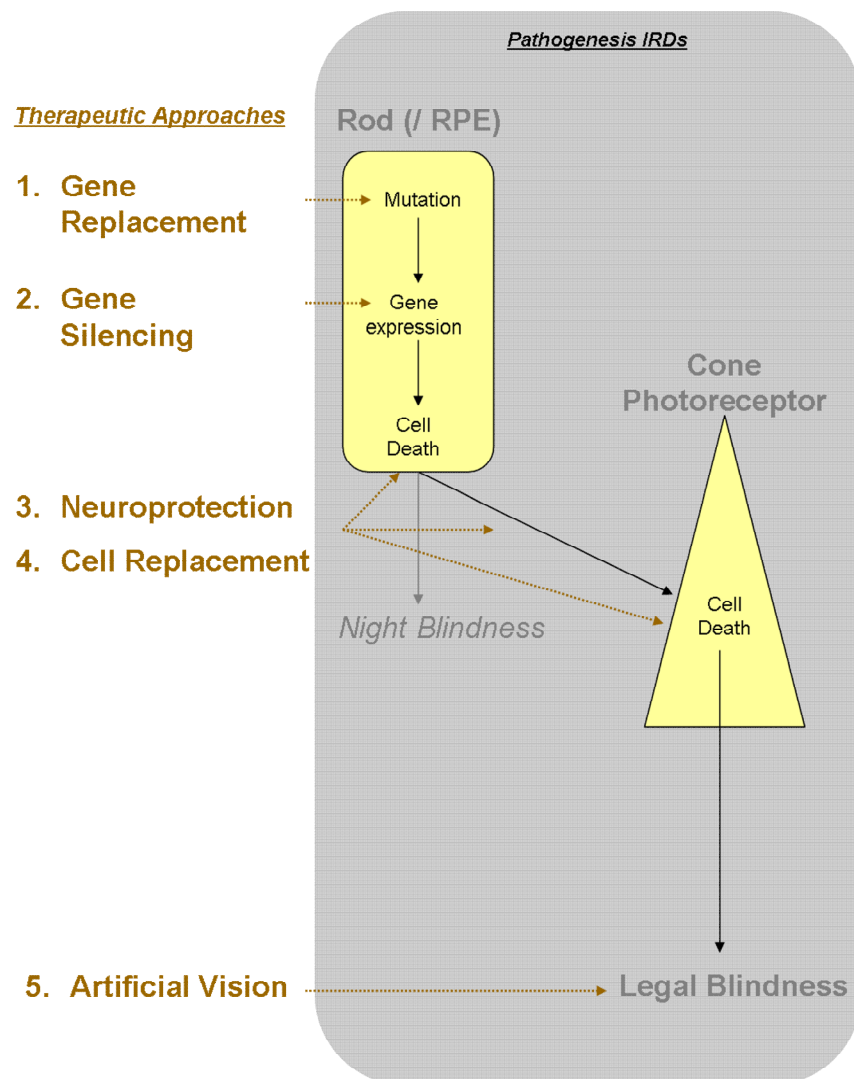 Pathogenesis IRDs
Therapeutic Approaches
Rod (/ RPE)
1. Gene
Replacement
Mutation
2. Gene
Silencing
Gene
expression
Cone
Photoreceptor
Cell
Death
3. Neuroprotection
4. Cell Replacement
Night Blindness
Cell
Death
5. Artificial Vision
Legal Blindness